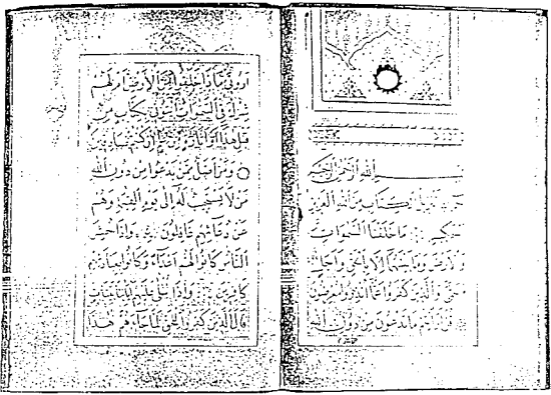 بسم الله الرحمن الرحيم
حم تنزيل الكتاب من الله العزيز
الحكيم ما خلقنا السموات
والارض وما بينهما الا بالحق واجل
مسمى والذين كفروا عما انذروا معرضون
قل ارايتم ما تدعون من دون الله
اروني ماذا خلقوا من الارض ام لهم
شرك في السموات ايتوني بكتاب من
قبل هذا او اثارة من علم ان كنتم صادقين
ومن اضل ممن يدعوا من دون الله
من لا يستجيب له الى يوم القيمة وهم
عن دعائهم غافلون واذا حشر
الناس كانوا لهم اعداء وكانوا بعبادتهم
كافرين واذا تتلى عليهم اياتنا بينات
قال الذين كفروا للحق لما جاءهم هذا